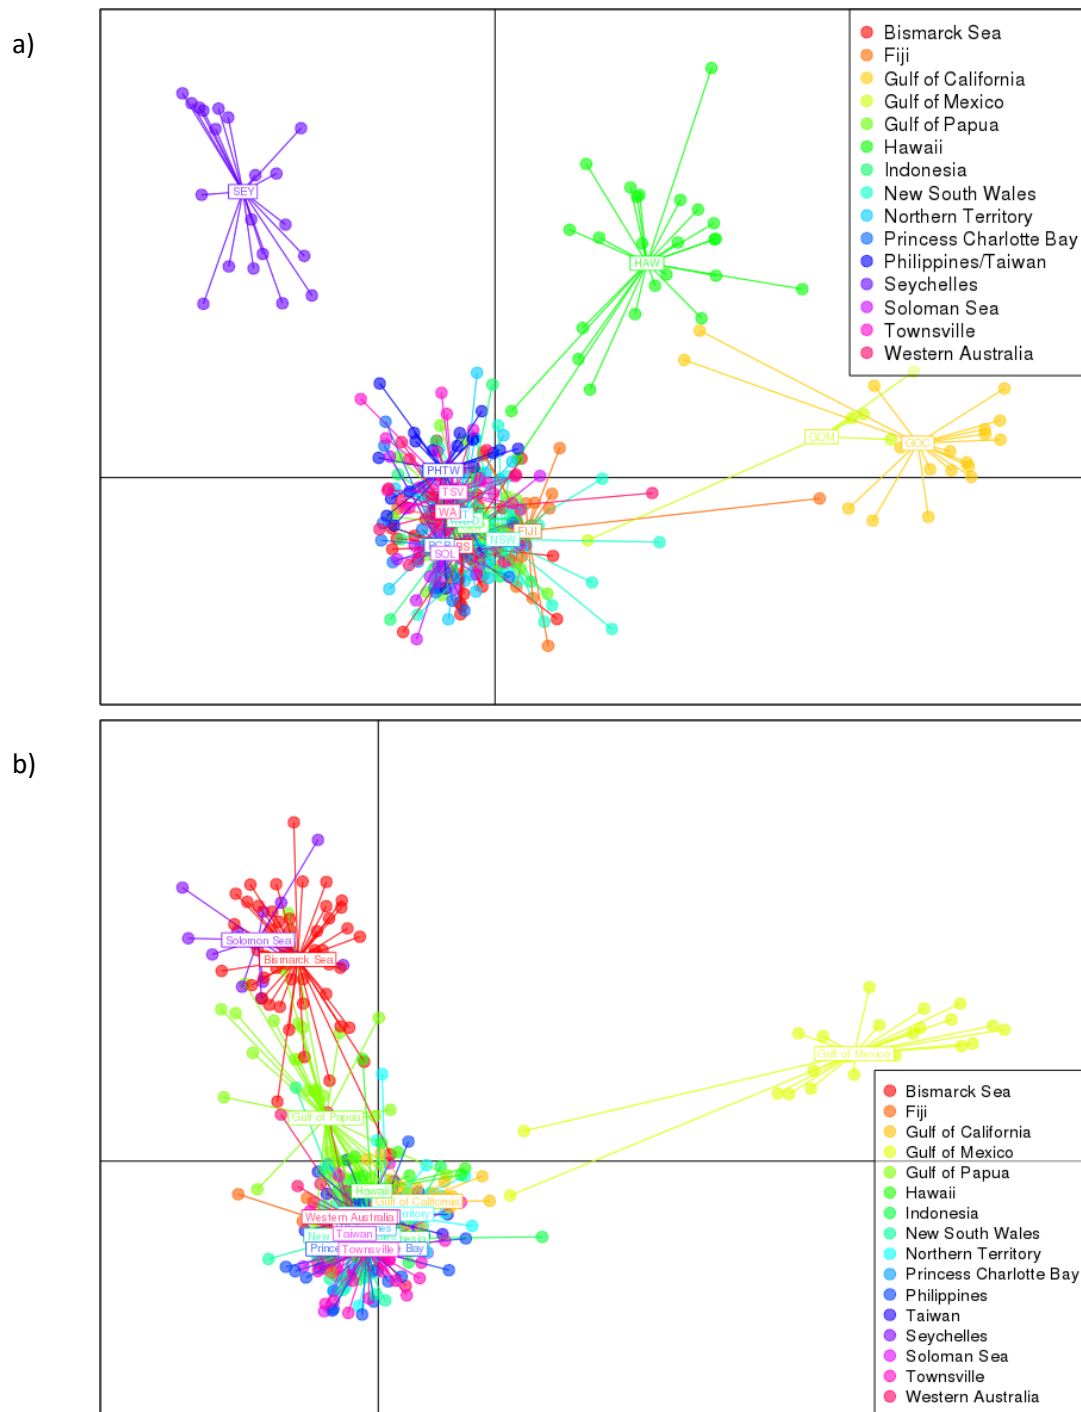 a)
Bismarck Sea
Fiji
Gulf of California
Gulf of Mexico
Gulf of Papua
Hawaii
Indonesia
New South Wales
Northern Territory
Princess Charlotte Bay
Philippines/Taiwan
Seychelles
Soloman Sea
Townsville
Western Australia
SEY
HAW
GOM
GOC
PHTW
TSV
WA
FIJI
NSW
SOL
b)
Solomon Sea
Bismarck Sea
Gulf of Mexico
Gulf of Papua
Hawaii
Gulf of California
Western Australia
Taiwan
Townsville
Bismarck Sea
Fiji
Gulf of California
Gulf of Mexico
Gulf of Papua
Hawaii
Indonesia
New South Wales
Northern Territory
Princess Charlotte Bay
Philippines
Taiwan
Seychelles
Soloman Sea
Townsville
Western Australia